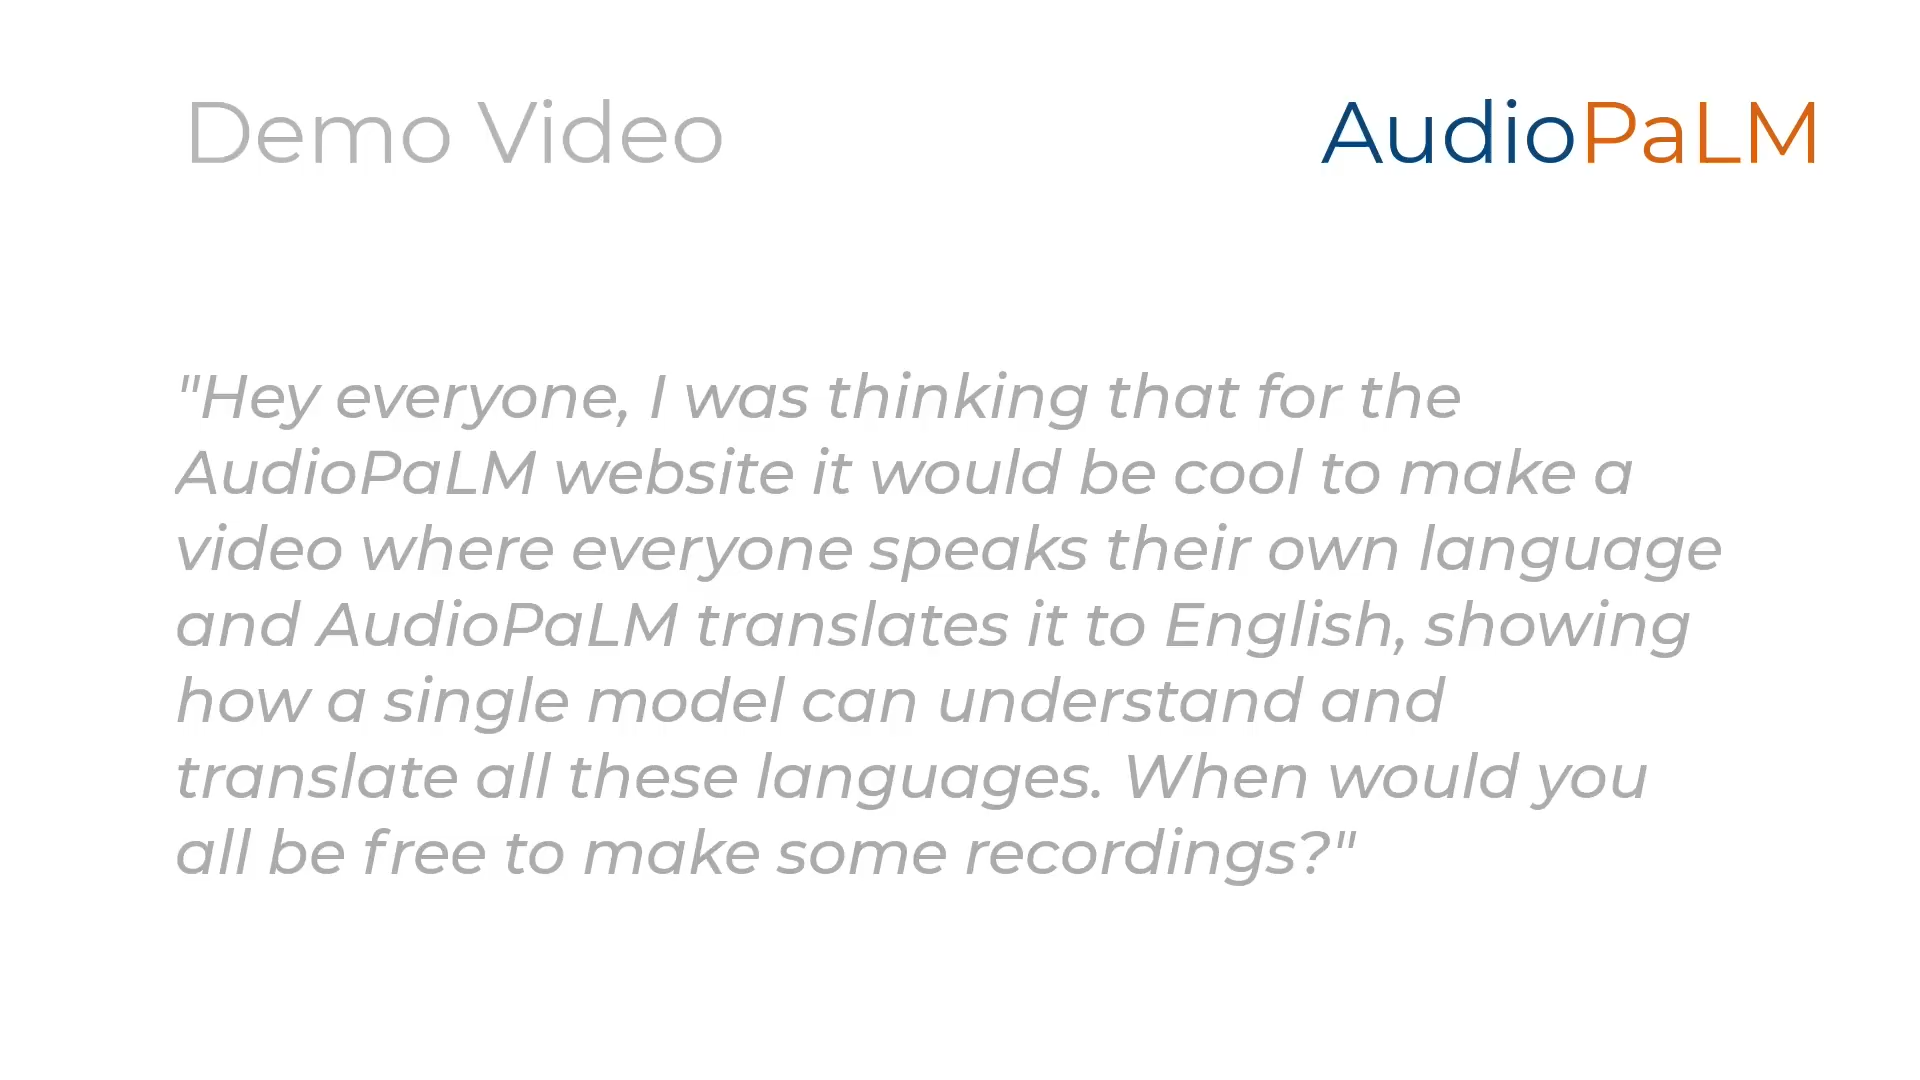 Demo Video
AudioPaLM
"Hey everyone, I was thinking that for the
AudioPaLM website it would be cool to make a
video where everyone speaks their own language
and AudioPaLM translates it to English, showing
how a single model can understand and
translate all these languages. When would you
all be free to make some recordings?"